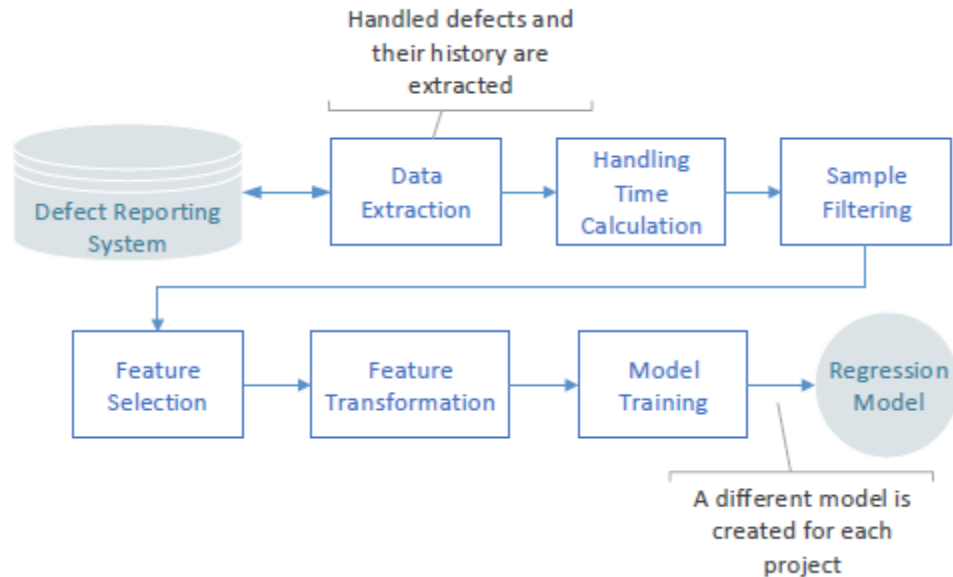 Handled defects and
their history are
extracted
Defect Reporting
System
Data
Extraction
Handling
Time
Calculation
Sample
Filtering
Feature
Selection
Feature
Transformation
Model
Training
Regression
Model
A different model is
created for each
project